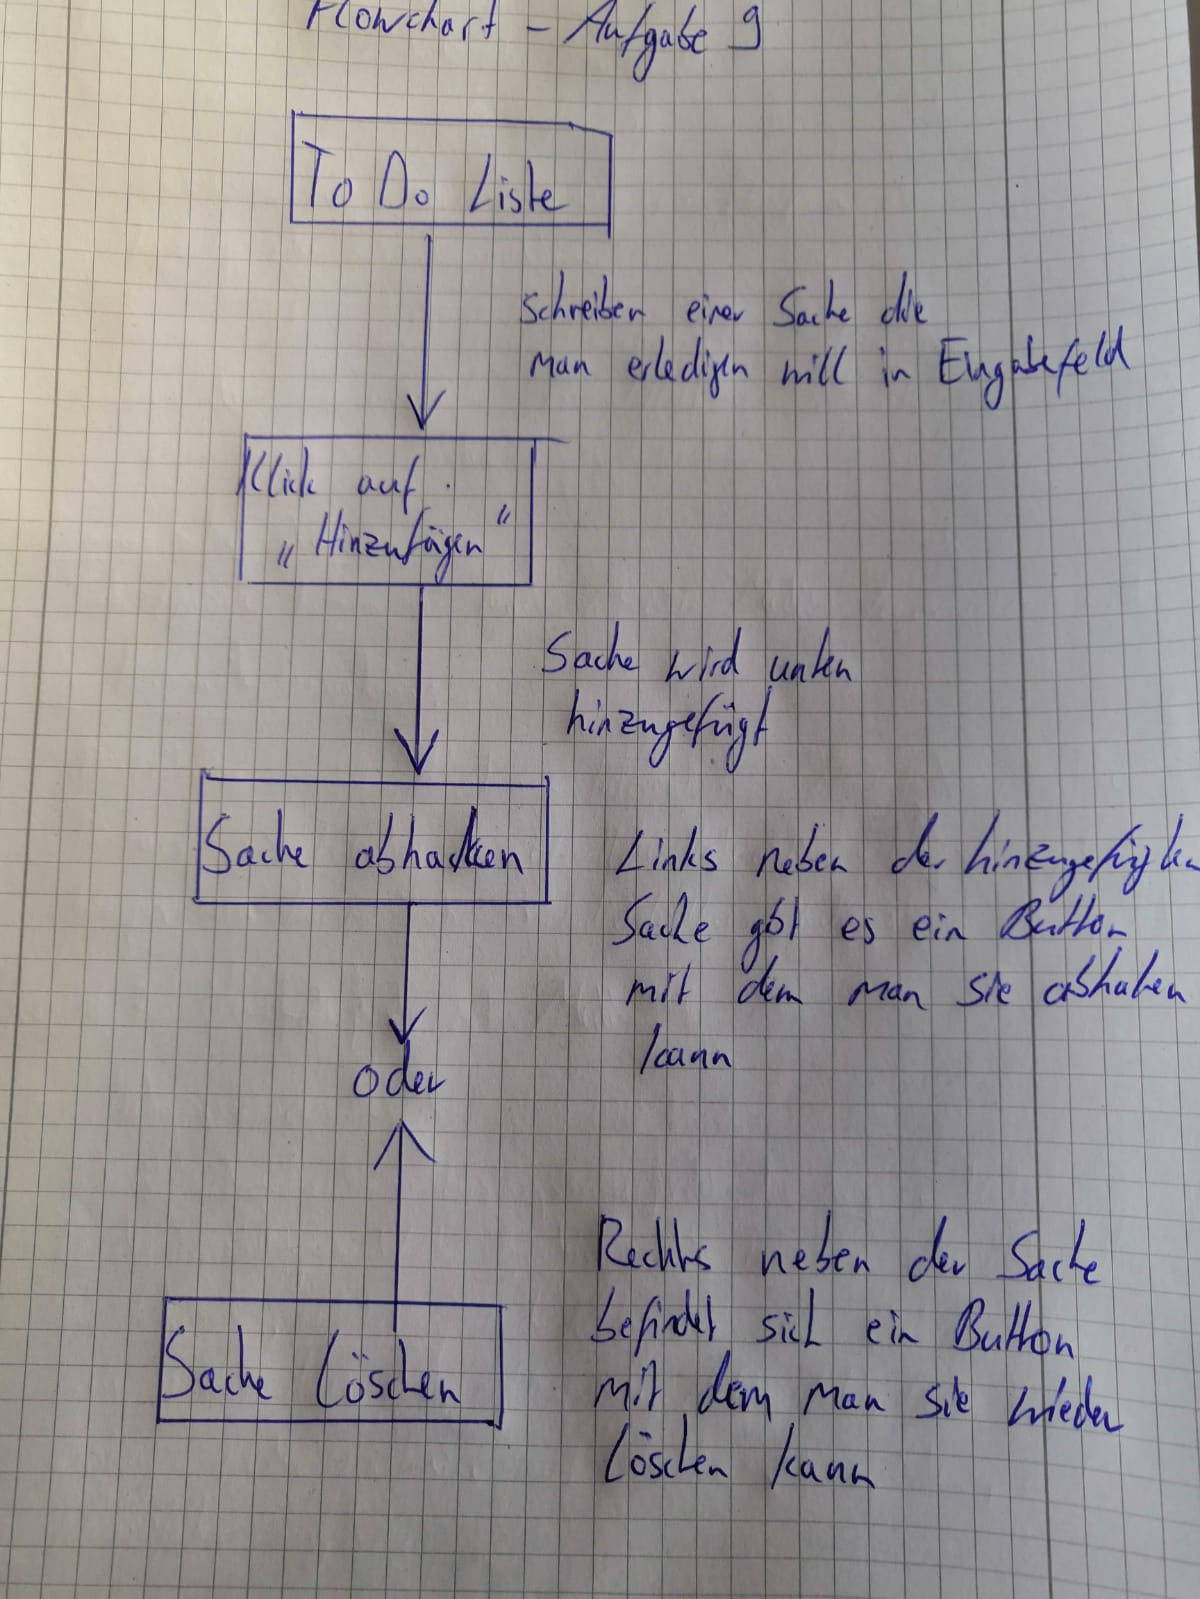 Flowchart - Aufgabe 9
To Do Liste
schreiben einer Sache die
man erledigen will in Eingabefeld
Klick auf
„Hinzufügen“
Sache wird unten
hinzugefügt
Sache abhacken
Links neben der hinzugefügten
Sache gibt es ein Button
mit dem man sie abhaken
kann
oder
Rechts neben der Sache
befindet sich ein Button
mit dem man sie wieder
löschen kann
Sache löschen